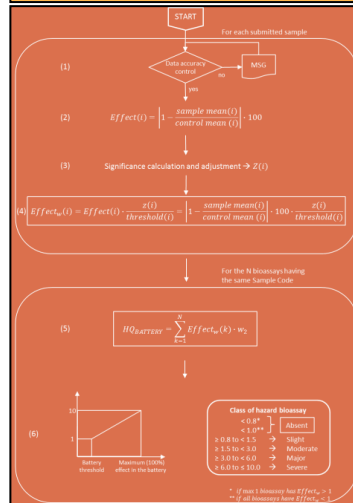 START
For each submitted sample
(1)
Data accuracy
control
no
MSG
yes
(2)
Effect(i) = |1 − sample mean(i) / control mean (i)| · 100
(3)
Significance calculation and adjustment → Z(i)
(4)
Effect_w(i) = Effect(i) · z(i) / threshold(i) = |1 − sample mean(i) / control mean (i)| · 100 · z(i) / threshold(i)
For the N bioassays having
the same Sample Code
(5)
HQ_BATTERY = ∑_{k=1}^{N} Effect_w(k) · w_2
(6)
10
1
Battery
threshold
Maximum (100%)
effect in the battery
Class of hazard bioassay
< 0.8*
< 1.0**
Absent
≥ 0.8 to < 1.5 → Slight
≥ 1.5 to < 3.0 → Moderate
≥ 3.0 to < 6.0 → Major
≥ 6.0 to ≤ 10.0 → Severe
* if max 1 bioassay has Effect_w > 1
** if all bioassays have Effect_w < 1